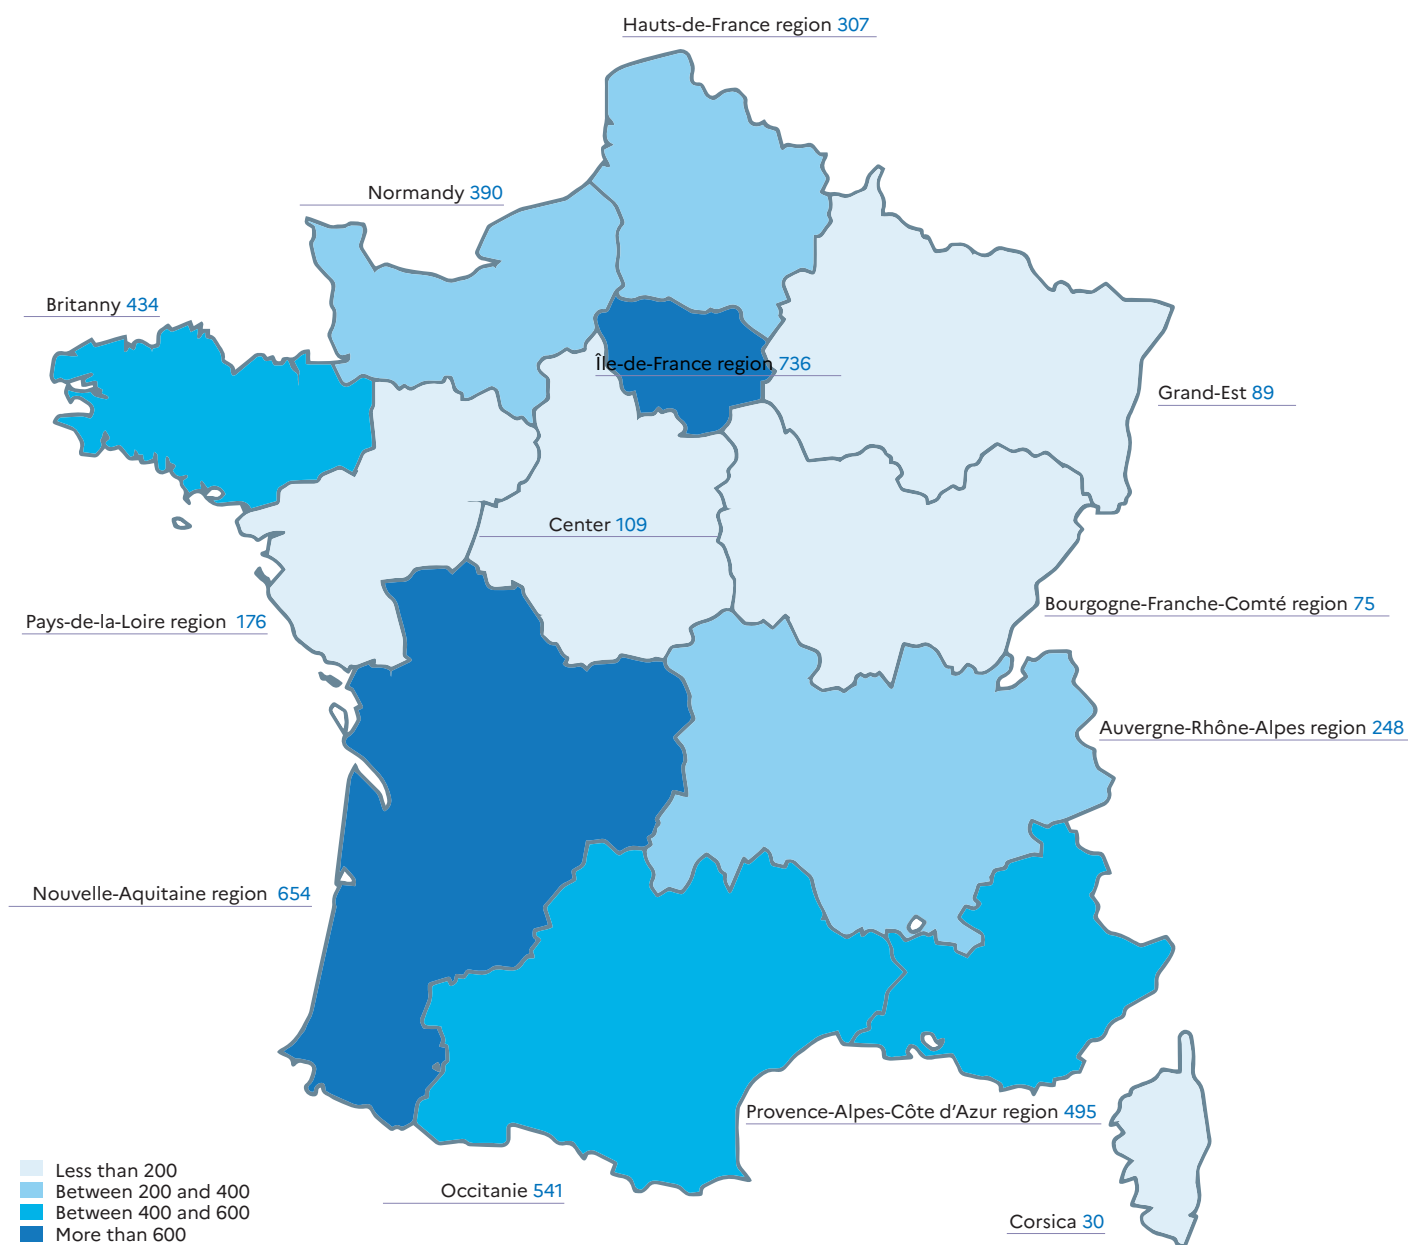 Hauts-de-France region 307
Normandy 390
Britanny 434
Île-de-France region 736
Grand-Est 89
Center 109
Bourgogne-Franche-Comté region 75
Pays-de-la-Loire region 176
Auvergne-Rhône-Alpes region 248
Nouvelle-Aquitaine region 654
Provence-Alpes-Côte d’Azur region 495
Occitanie 541
Corsica 30
Less than 200
Between 200 and 400
Between 400 and 600
More than 600